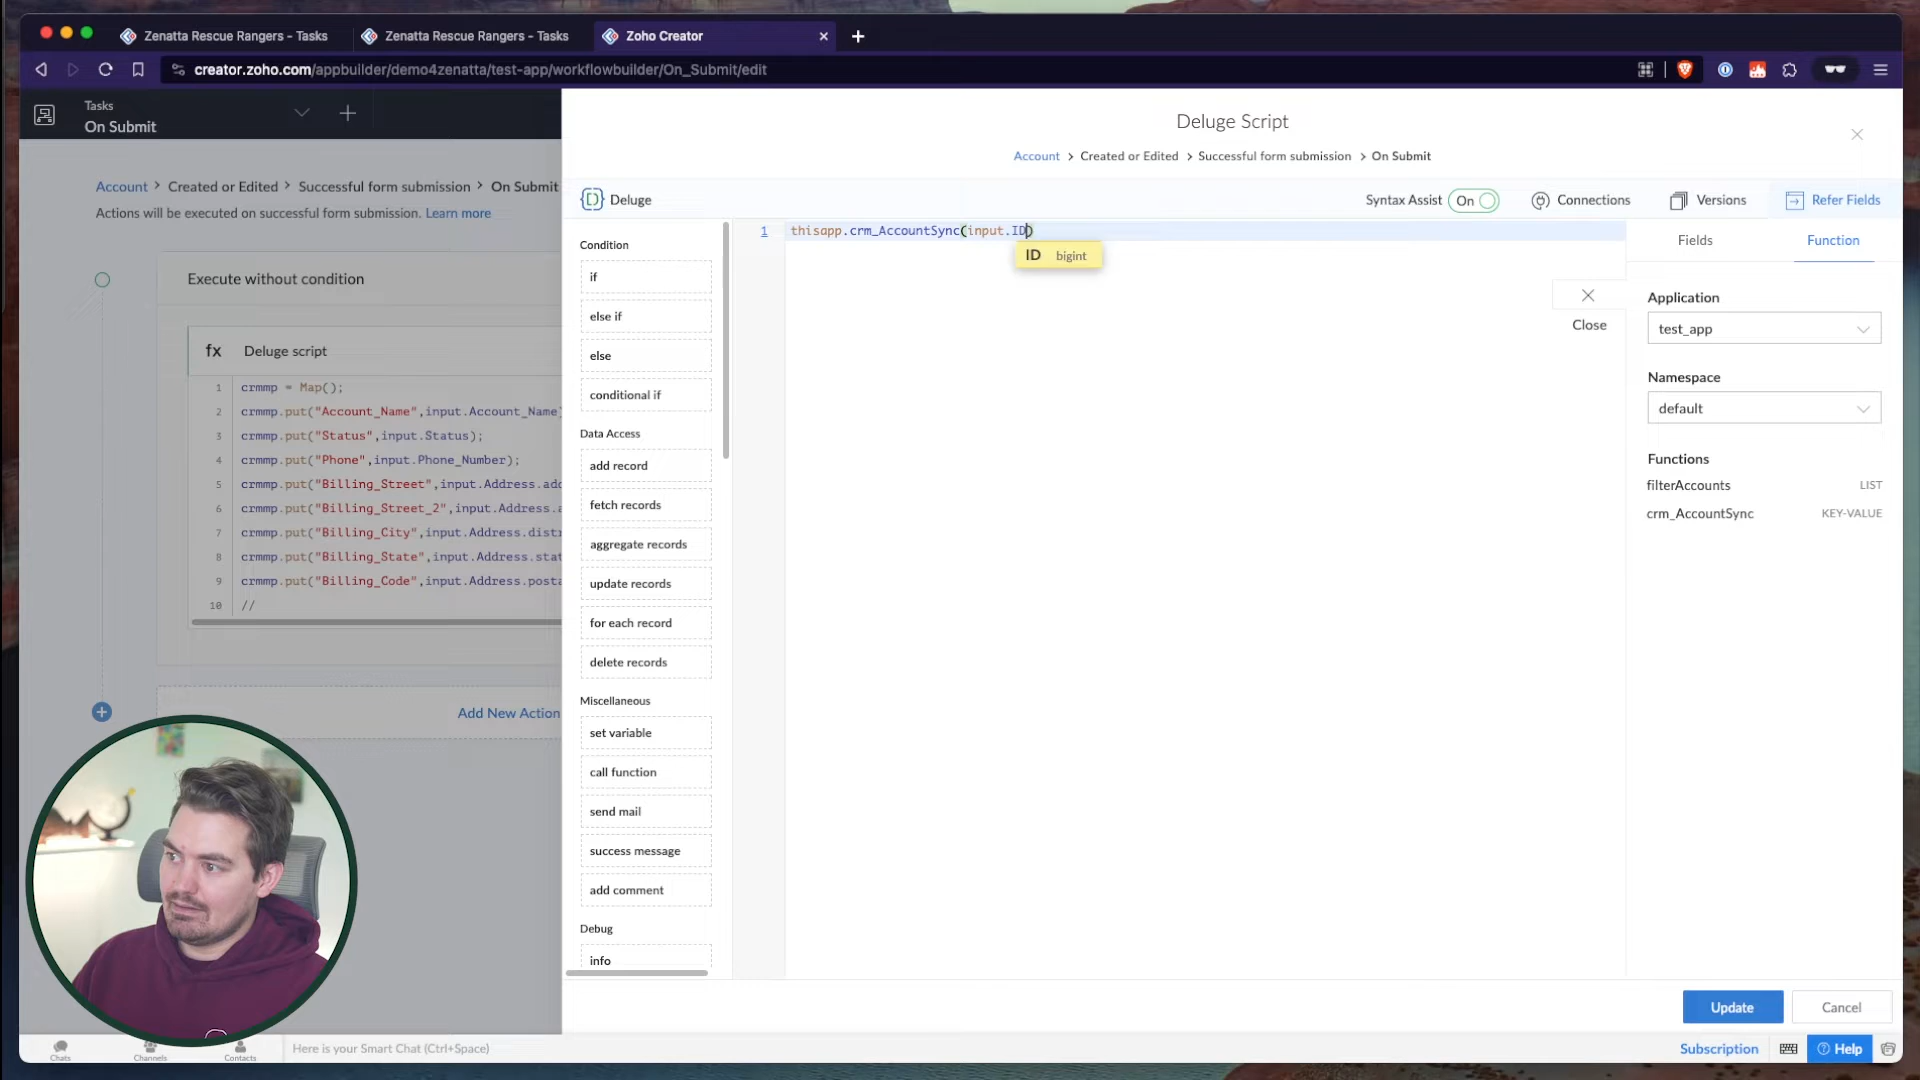 Zenatta Rescue Rangers - Tasks
Zenatta Rescue Rangers - Tasks
Zoho Creator
creator.zoho.com/appbuilder/demo4zenatta/test-app/workflowbuilder/On_Submit/edit
Tasks
On Submit
Account > Created or Edited > Successful form submission > On Submit
Actions will be executed on successful form submission. Learn more
Execute without condition
fx Deluge script
1 crmmp = Map();
2 crmmp.put("Account_Name",input.Account_Name)
3 crmmp.put("Status",input.Status);
4 crmmp.put("Phone",input.Phone_Number);
5 crmmp.put("Billing_Street",input.Address.add
6 crmmp.put("Billing_Street_2",input.Address.a
7 crmmp.put("Billing_City",input.Address.distr
8 crmmp.put("Billing_State",input.Address.stat
9 crmmp.put("Billing_Code",input.Address.posta
10 //
Add New Action
Deluge Script
Account > Created or Edited > Successful form submission > On Submit
Deluge
Syntax Assist On
Connections
Versions
Refer Fields
Condition
if
else if
else
conditional if
Data Access
add record
fetch records
aggregate records
update records
for each record
delete records
Miscellaneous
set variable
call function
send mail
success message
add comment
Debug
info
1 thisapp.crm_AccountSync(input.ID)
ID bigint
Close
Fields
Function
Application
test_app
Namespace
default
Functions
filterAccounts LIST
crm_AccountSync KEY-VALUE
Update
Cancel
Chats
Channels
Contacts
Here is your Smart Chat (Ctrl+Space)
Subscription
Help